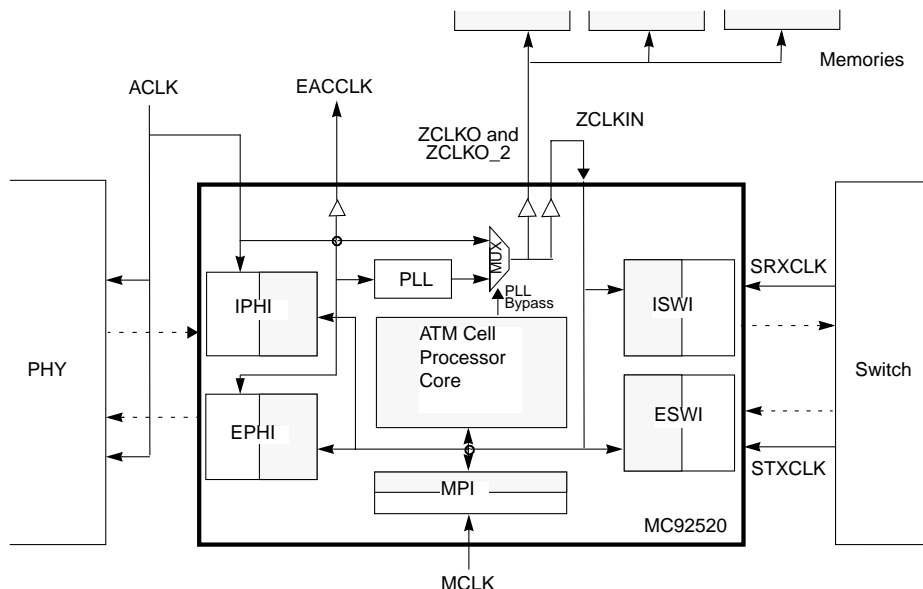 Memories
ACLK
EACCLK
ZCLKO and
ZCLKO_2
ZCLKIN
MUX
PLL
PLL
Bypass
SRXCLK
IPHI
ISWI
ATM Cell
Processor
Core
PHY
Switch
EPHI
ESWI
STXCLK
MPI
MC92520
MCLK